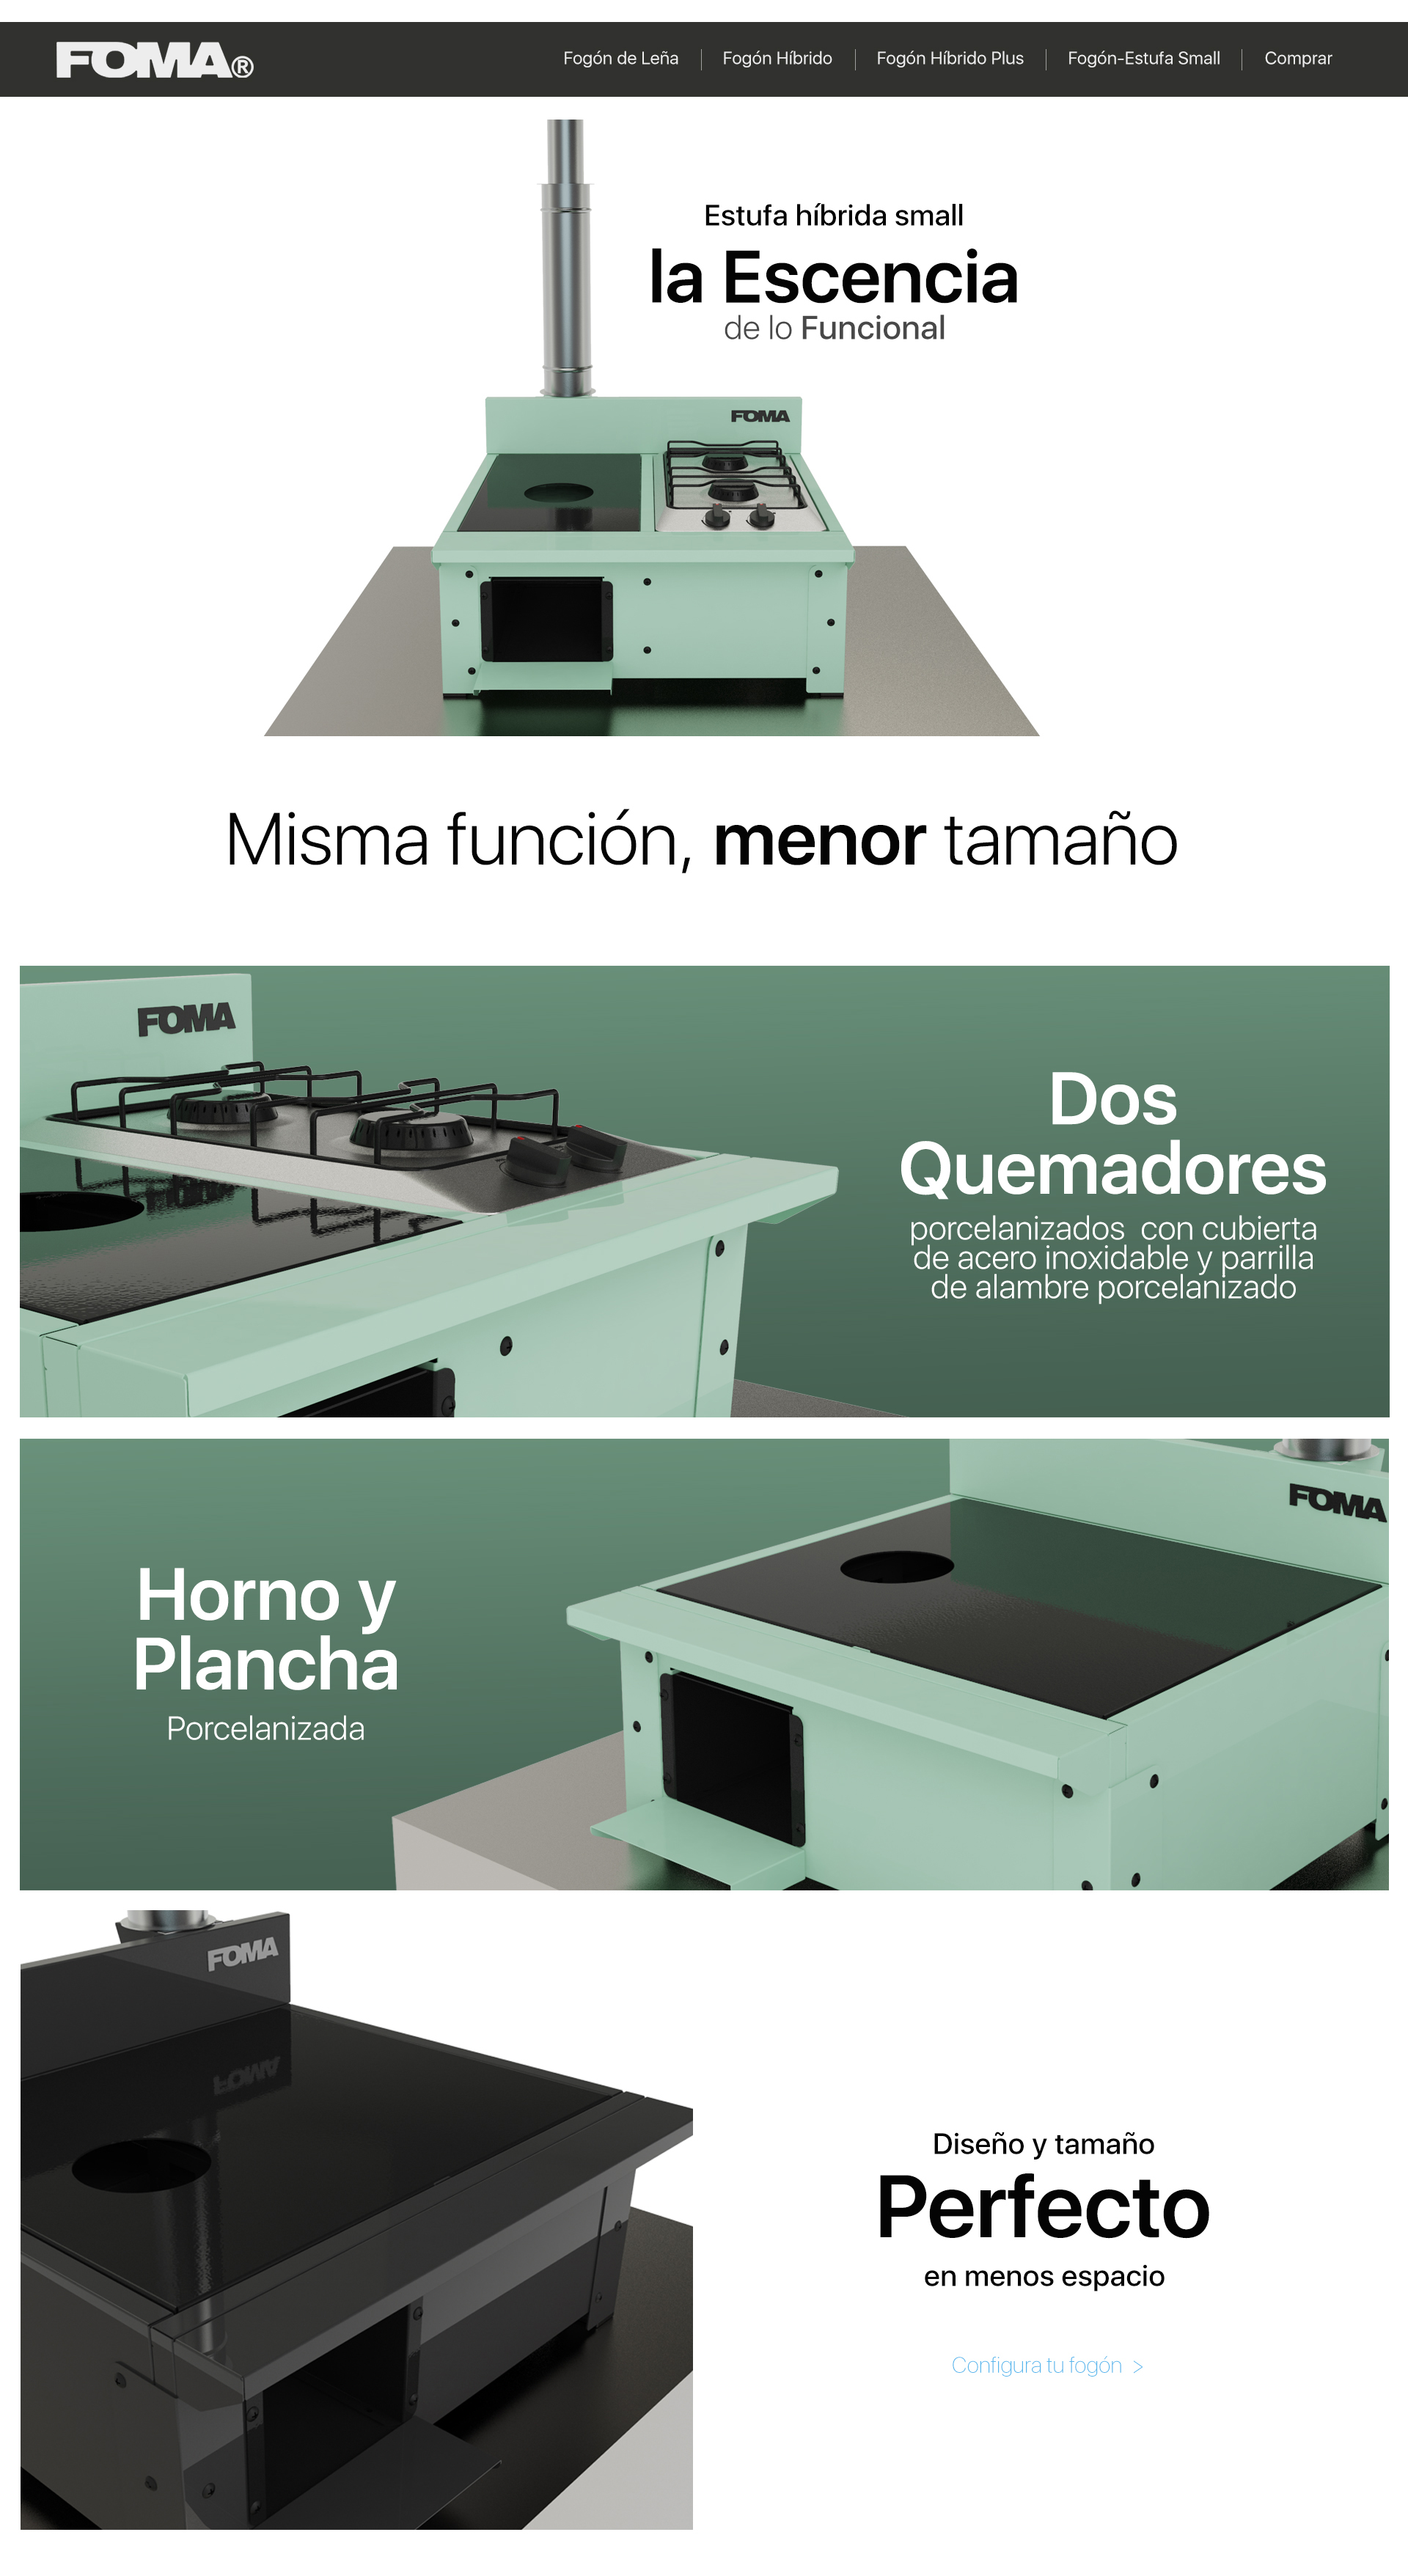 FOMA®
Fogón de Leña
Fogón Híbrido
Fogón Híbrido Plus
Fogón-Estufa Small
Comprar
Estufa híbrida small
la Escencia
de lo Funcional
FOMA
Misma función, menor tamaño
FOMA
Dos
Quemadores
porcelanizados con cubierta
de acero inoxidable y parrilla
de alambre porcelanizado
FOMA
Horno y
Plancha
Porcelanizada
FOMA
Diseño y tamaño
Perfecto
en menos espacio
Configura tu fogón >